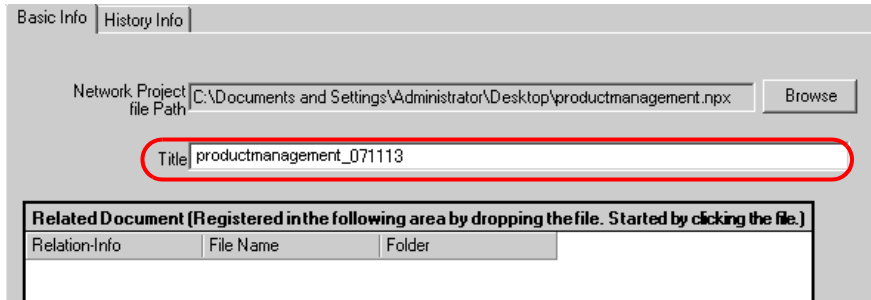 Basic Info History Info
Network Project C:\Documents and Settings\Administrator\Desktop\productmanagement.npx Browse
file Path
Title productmanagement_071113
Related Document (Registered in the following area by dropping the file. Started by clicking the file.)
Relation-Info File Name Folder